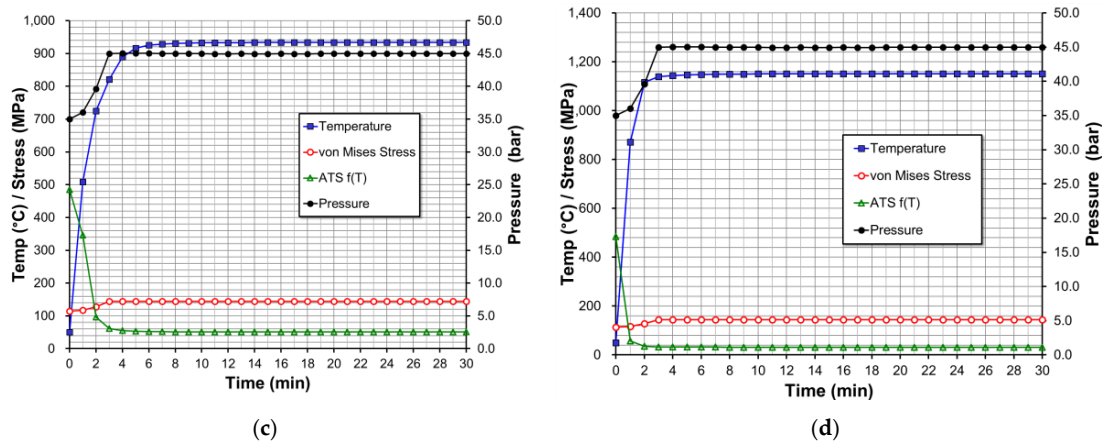 1,000
900
800
700
600
500
400
300
200
100
0
Temp (°C) / Stress (MPa)
50.0
45.0
40.0
35.0
30.0
25.0
20.0
15.0
10.0
5.0
0.0
Pressure (bar)
Temperature
von Mises Stress
ATS f(T)
Pressure
0 2 4 6 8 10 12 14 16 18 20 22 24 26 28 30
Time (min)
(c)
1,400
1,200
1,000
800
600
400
200
0
Temp (°C) / Stress (MPa)
50.0
45.0
40.0
35.0
30.0
25.0
20.0
15.0
10.0
5.0
0.0
Pressure (bar)
Temperature
von Mises Stress
ATS f(T)
Pressure
0 2 4 6 8 10 12 14 16 18 20 22 24 26 28 30
Time (min)
(d)